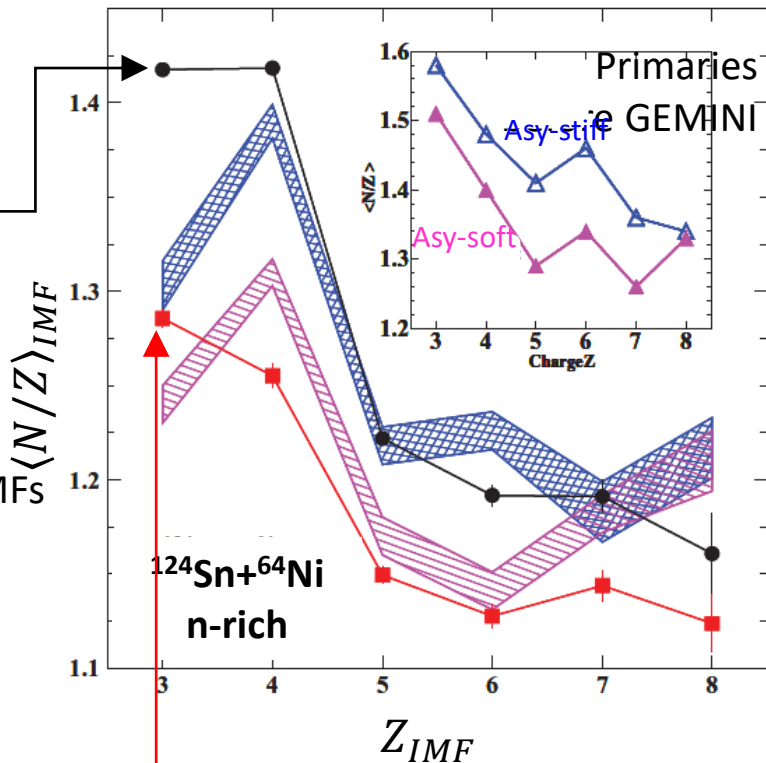 1.6
1.5
1.4
1.3
1.2
<N/Z>
3 4 5 6 7 8
ChargeZ
Primaries
e GEMINI
Asy-stiff
Asy-soft
1.4
1.3
1.2
1.1
⟨N/Z⟩IMF
MFs
124Sn+64Ni
n-rich
3 4 5 6 7 8
Z_IMF